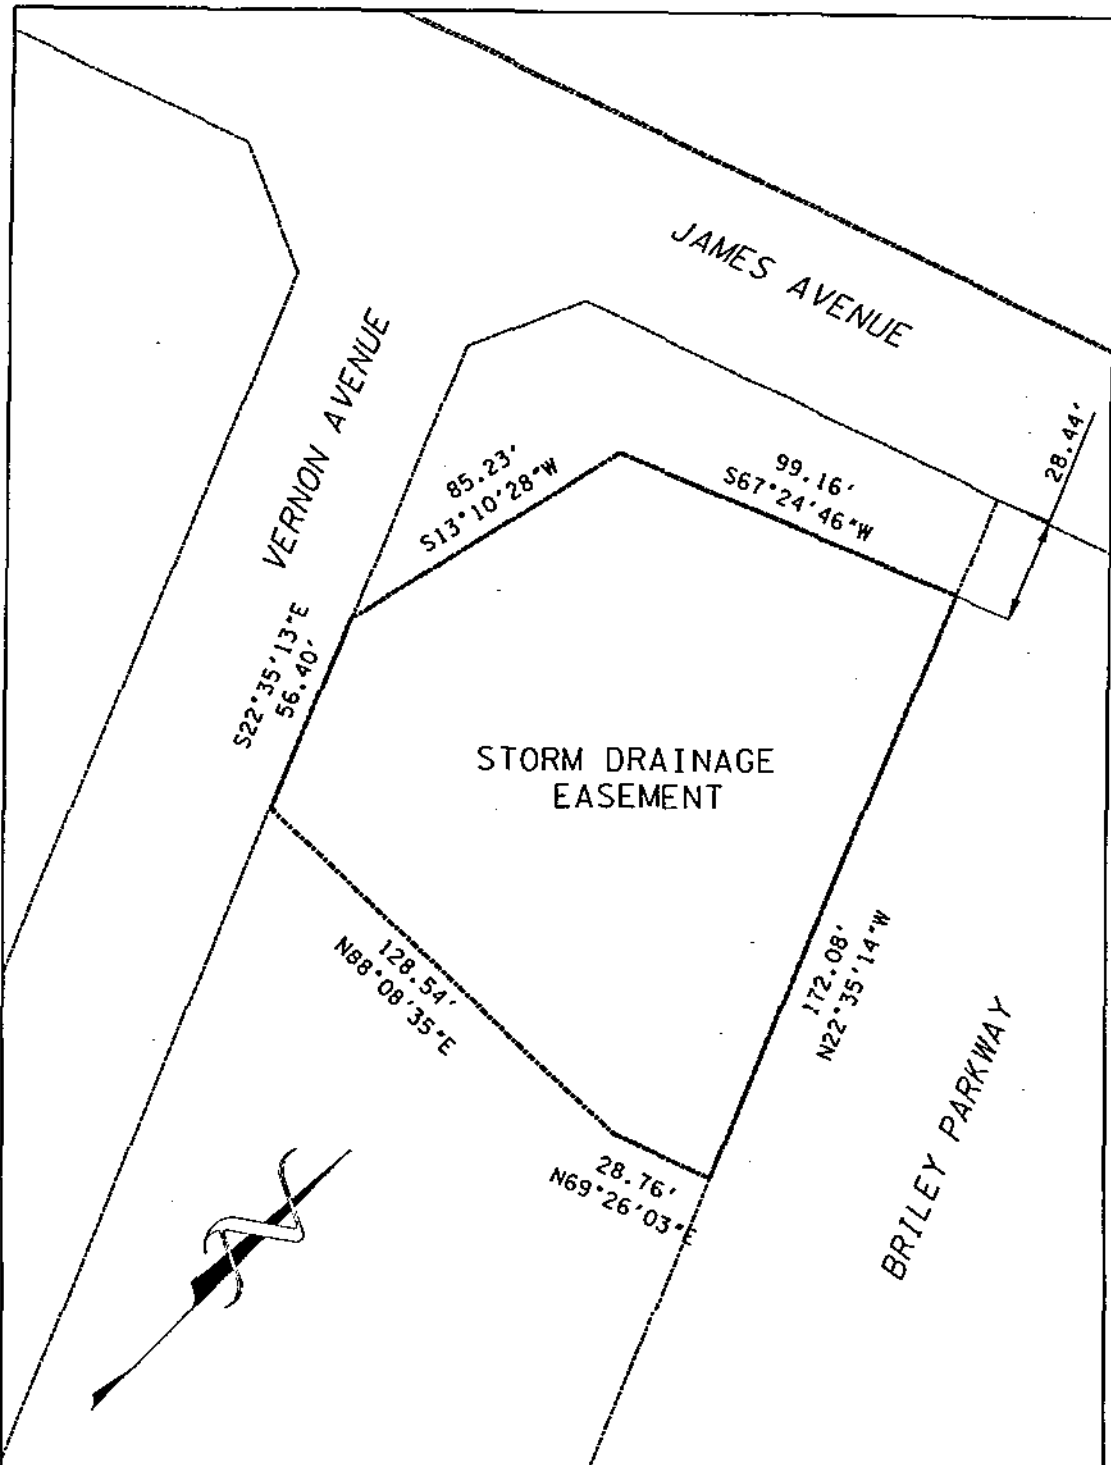 JAMES AVENUE
VERNON AVENUE
28.44'
99.16'
S67°24'46"W
85.23'
S13°10'28"W
S22°35'13"E
56.40'
STORM DRAINAGE
EASEMENT
172.08'
N22°35'14"W
128.54'
N88°08'35"E
28.76'
N69°26'03"E
BRILEY PARKWAY
N